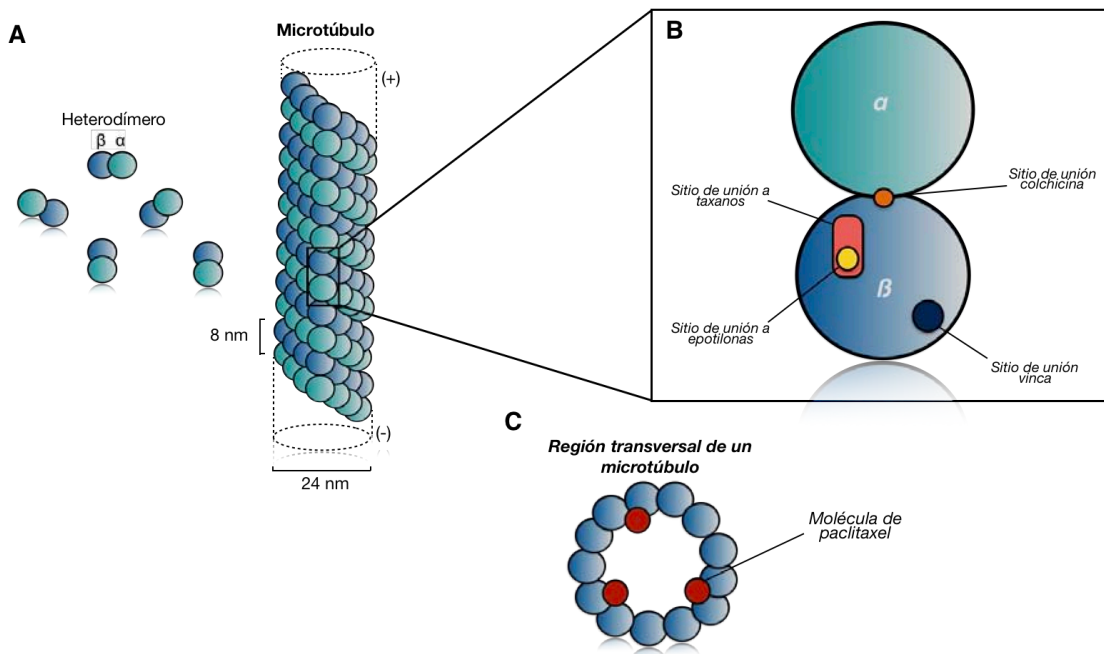 A
Microtúbulo
(+)
Heterodímero
β α
8 nm
(-)
24 nm
B
α
Sitio de unión
colchicina
Sitio de unión a
taxanos
ß
Sitio de unión a
epotilonas
Sitio de unión
vinca
C
Región transversal de un
microtúbulo
Molécula de
paclitaxel